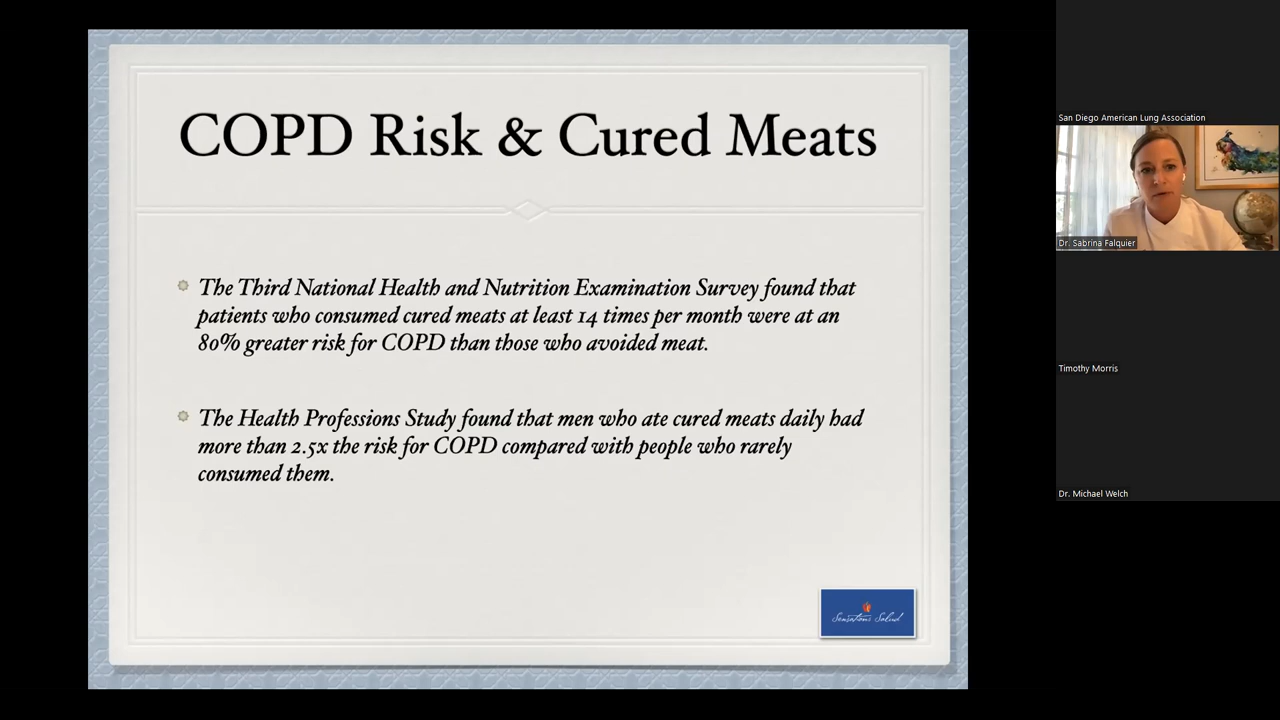 COPD Risk & Cured Meats
The Third National Health and Nutrition Examination Survey found that
patients who consumed cured meats at least 14 times per month were at an
80% greater risk for COPD than those who avoided meat.
The Health Professions Study found that men who ate cured meats daily had
more than 2.5x the risk for COPD compared with people who rarely
consumed them.
Sensations Salud
San Diego American Lung Association
Dr. Sabrina Falquier
Timothy Morris
Dr. Michael Welch